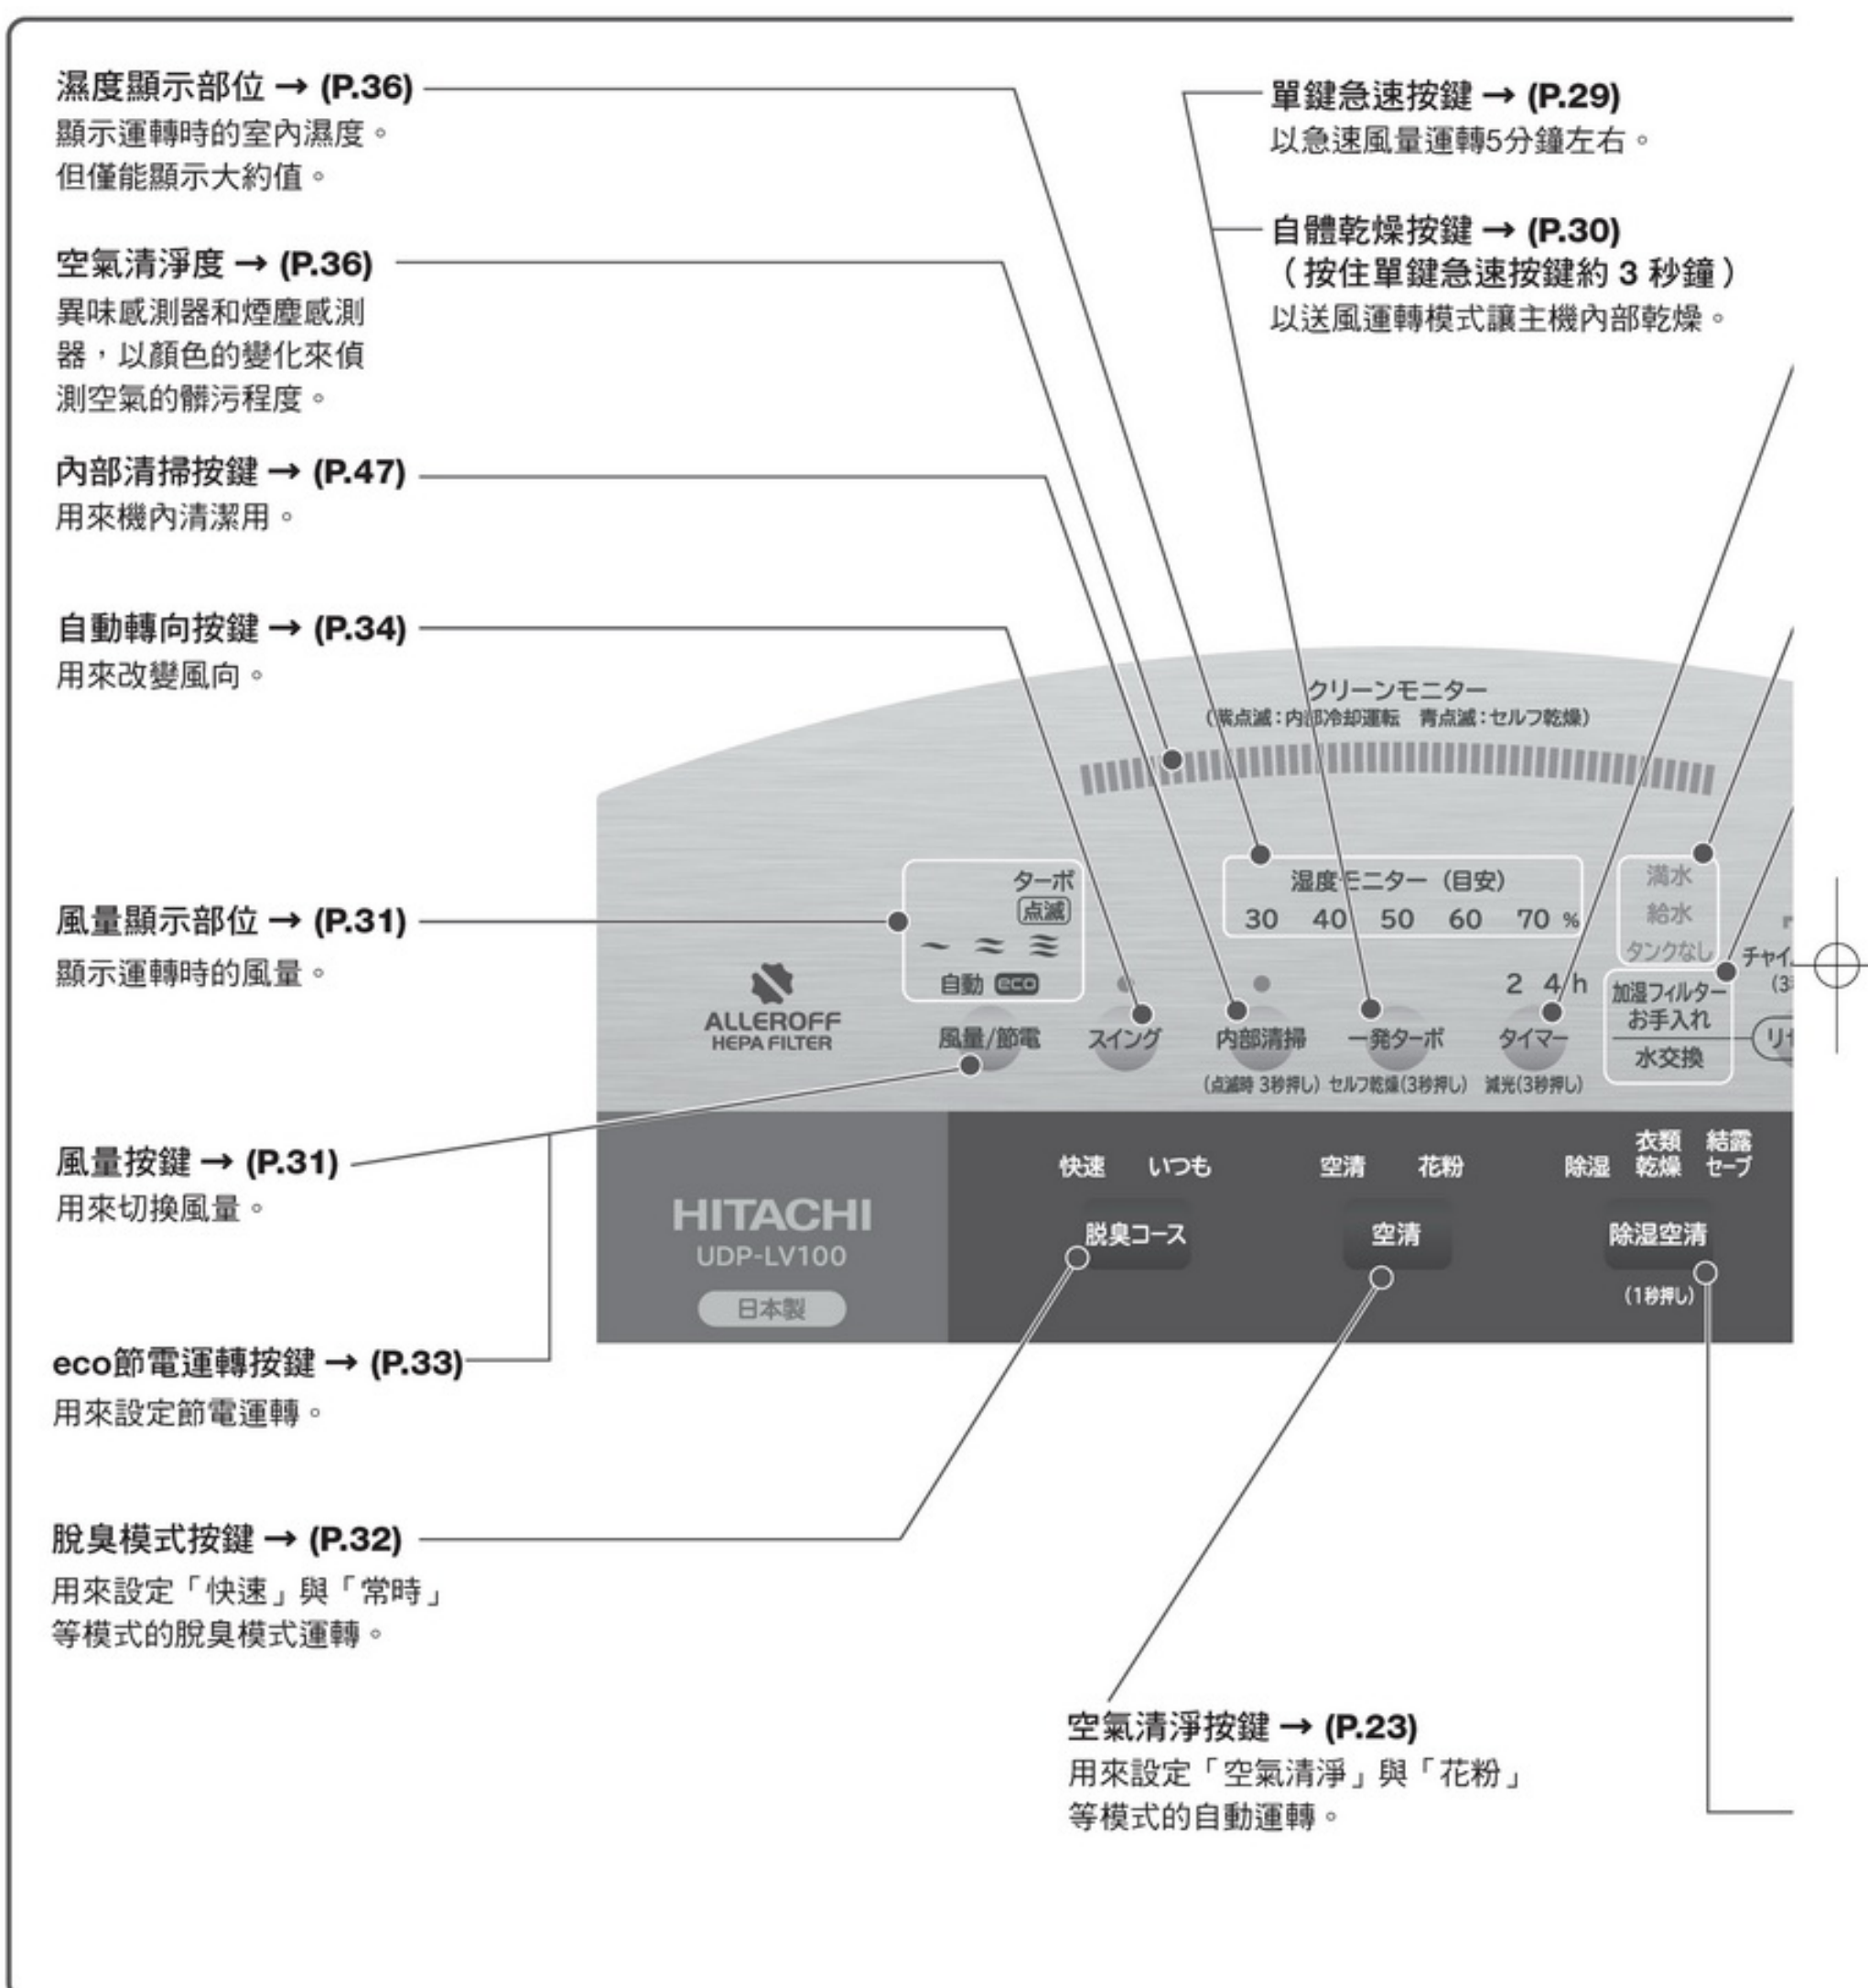 濕度顯示部位 → (P.36)
顯示運轉時的室內濕度。
但僅能顯示大約值。
空氣清淨度 → (P.36)
異味感測器和煙塵感測
器，以顏色的變化來偵
測空氣的髒污程度。
內部清掃按鍵 → (P.47)
用來機內清潔用。
自動轉向按鍵 → (P.34)
用來改變風向。
風量顯示部位 → (P.31)
顯示運轉時的風量。
風量按鍵 → (P.31)
用來切換風量。
eco節電運轉按鍵 → (P.33)
用來設定節電運轉。
脫臭模式按鍵 → (P.32)
用來設定「快速」與「常時」
等模式的脫臭模式運轉。
單鍵急速按鍵 → (P.29)
以急速風量運轉5分鐘左右。
自體乾燥按鍵 → (P.30)
（按住單鍵急速按鍵約 3 秒鐘）
以送風運轉模式讓主機內部乾燥。
クリーンモニター
(紫点滅：内部冷却運転 青点滅：セルフ乾燥)
ターボ
点滅
自動 eco
湿度モニター（目安）
30 40 50 60 70 %
満水
給水
タンクなし
2 4 h
加湿フィルター
お手入れ
水交換
ALLEROFF
HEPA FILTER
風量/節電 スイング 内部清掃 一発ターボ タイマー
(点滅時 3秒押し) セルフ乾燥(3秒押し) 減光(3秒押し)
HITACHI
UDP-LV100
日本製
快速 いつも 空清 花粉 除湿 衣類乾燥 結露セーブ
脱臭コース 空清 除湿空清
(1秒押し)
空氣清淨按鍵 → (P.23)
用來設定「空氣清淨」與「花粉」
等模式的自動運轉。